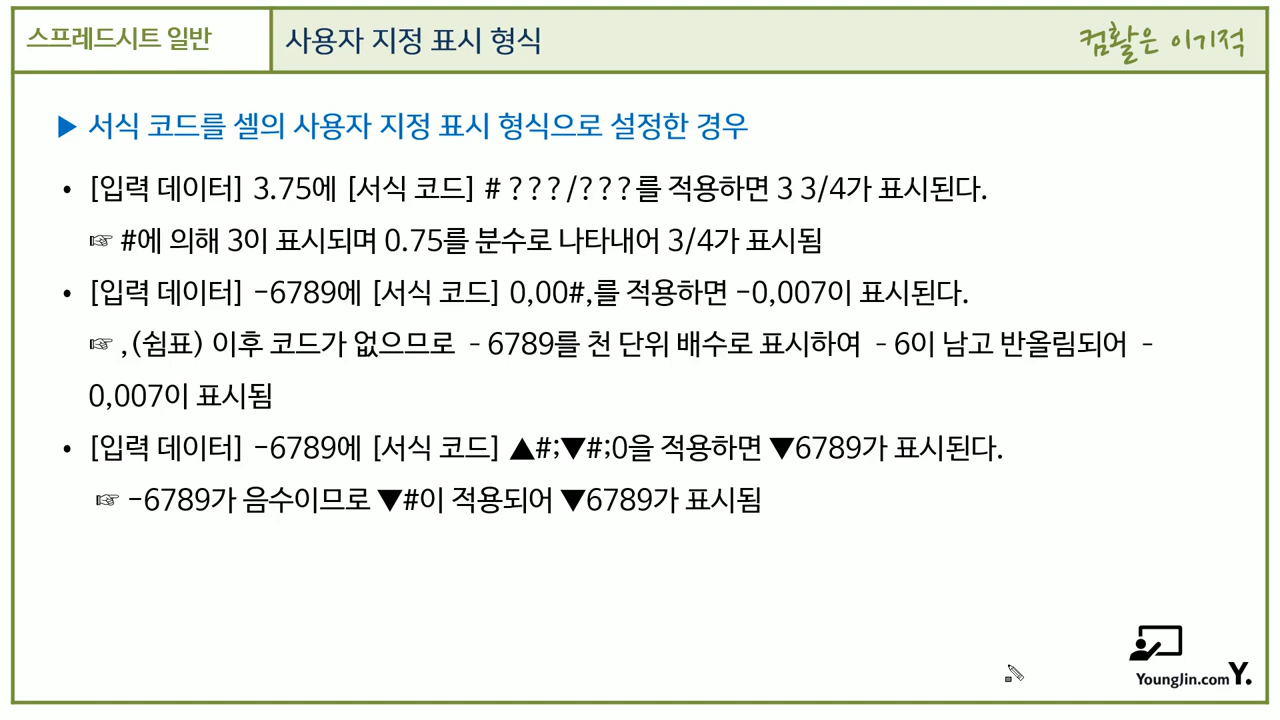 스프레드시트 일반
사용자 지정 표시 형식
컴활은 이기적
▶ 서식 코드를 셀의 사용자 지정 표시 형식으로 설정한 경우
• [입력 데이터] 3.75에 [서식 코드] # ???/???를 적용하면 3 3/4가 표시된다.
☞ #에 의해 3이 표시되며 0.75를 분수로 나타내어 3/4가 표시됨
• [입력 데이터] -6789에 [서식 코드] 0,00#,를 적용하면 -0,007이 표시된다.
☞ ,(쉼표) 이후 코드가 없으므로 -6789를 천 단위 배수로 표시하여 -6이 남고 반올림되어 -
0,007이 표시됨
• [입력 데이터] -6789에 [서식 코드] ▲#;▼#;0을 적용하면 ▼6789가 표시된다.
☞ -6789가 음수이므로 ▼#이 적용되어 ▼6789가 표시됨
YoungJin.com Y.